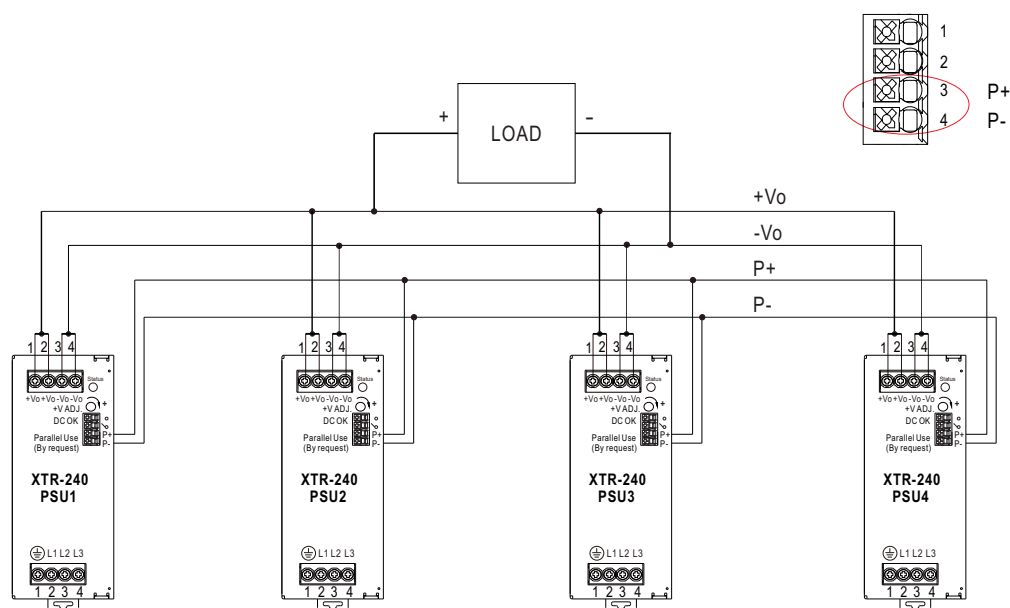 1
2
3 P+
4 P-
+ LOAD -
+Vo
-Vo
P+
P-
1 2 3 4
1 2 3 4
1 2 3 4
1 2 3 4
Status
+Vo+Vo-Vo-Vo
+V ADJ. +
DC OK
Parallel Use P+
(By request) P-
XTR-240
PSU1
L1 L2 L3
1 2 3 4
Status
+Vo+Vo-Vo-Vo
+V ADJ. +
DC OK
Parallel Use P+
(By request) P-
XTR-240
PSU2
L1 L2 L3
1 2 3 4
Status
+Vo+Vo-Vo-Vo
+V ADJ. +
DC OK
Parallel Use P+
(By request) P-
XTR-240
PSU3
L1 L2 L3
1 2 3 4
Status
+Vo+Vo-Vo-Vo
+V ADJ. +
DC OK
Parallel Use P+
(By request) P-
XTR-240
PSU4
L1 L2 L3
1 2 3 4